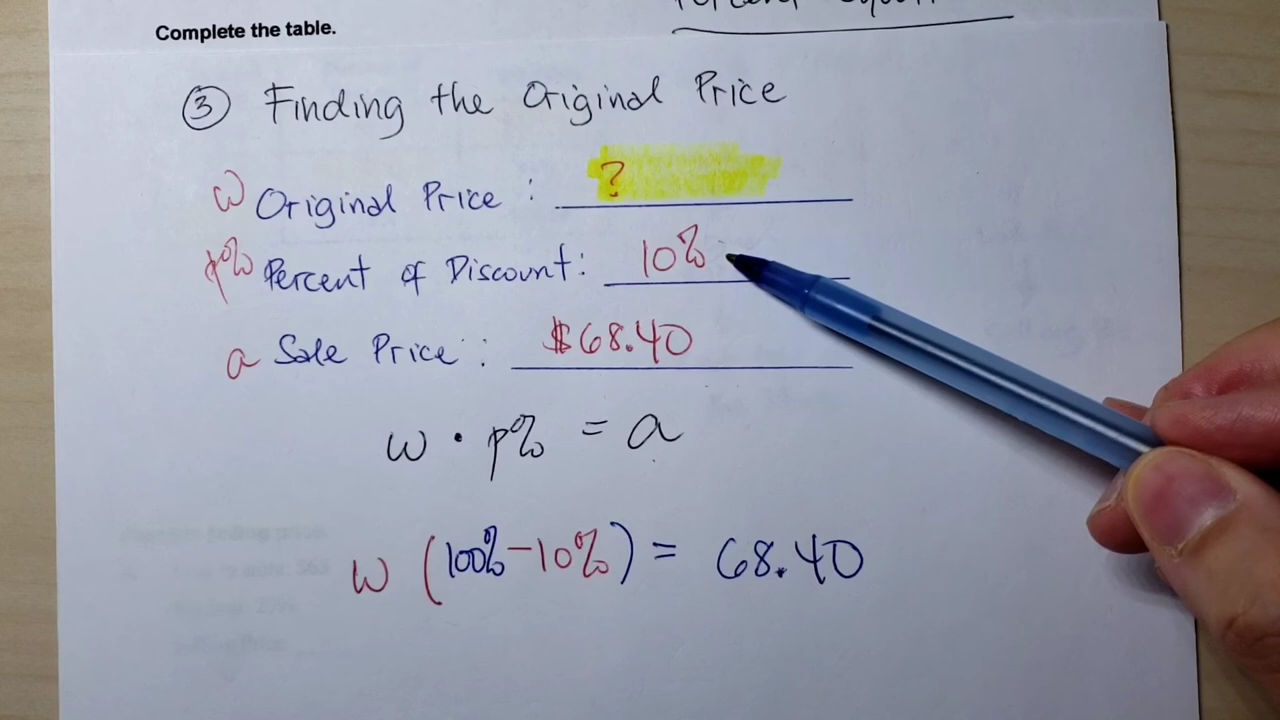 Complete the table.
③ Finding the Original Price
w Original Price : ?
p% Percent of Discount: 10%
a Sale Price : $68.40
w · p% = a
w (100% - 10%) = 68.40